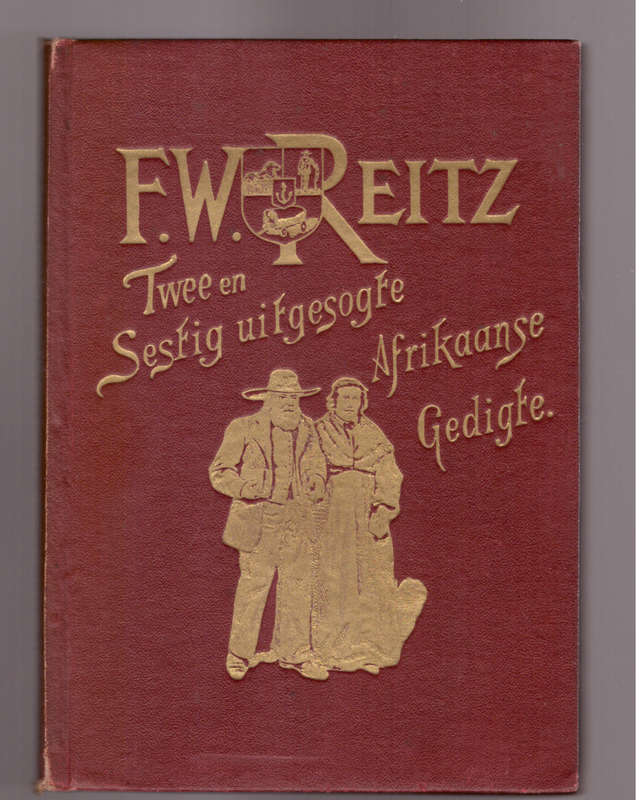 F.W. REITZ
Twee en
Sestig uitgesogte
Afrikaanse
Gedigte.